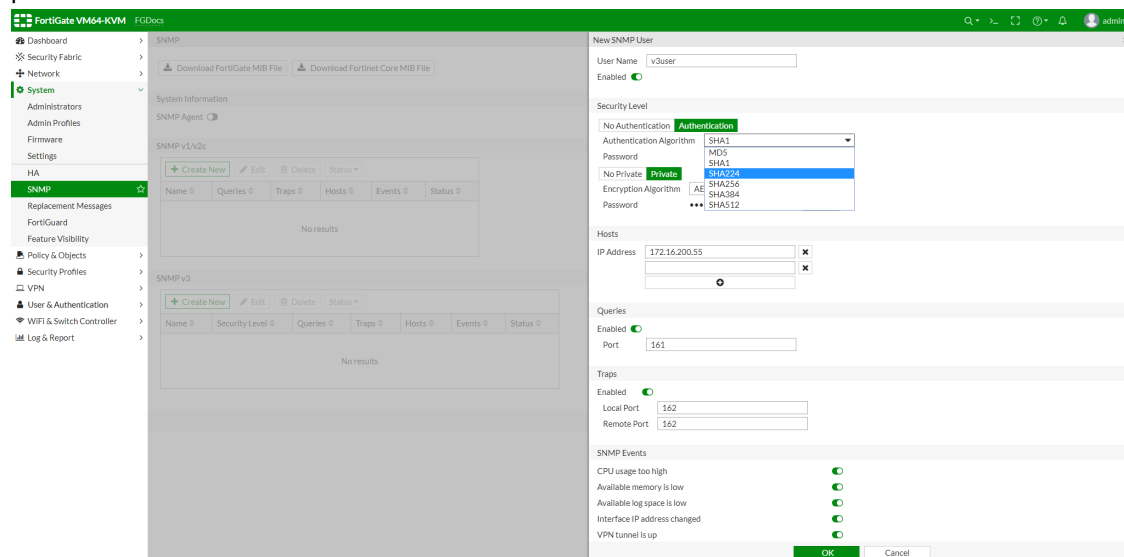 FortiGate VM64-KVM FGDocs
admin
Dashboard
Security Fabric
Network
System
Administrators
Admin Profiles
Firmware
Settings
HA
SNMP
Replacement Messages
FortiGuard
Feature Visibility
Policy & Objects
Security Profiles
VPN
User & Authentication
WiFi & Switch Controller
Log & Report
SNMP
Download FortiGate MIB File Download Fortinet Core MIB File
System Information
SNMP Agent
SNMP v1/v2c
+ Create New Edit Delete Status
Name Queries Traps Hosts Events Status
No results
SNMP v3
+ Create New Edit Delete Status
Name Security Level Queries Traps Hosts Events Status
No results
New SNMP User
User Name v3user
Enabled
Security Level
No Authentication Authentication
Authentication Algorithm SHA1
Password
MD5
SHA1
SHA224
SHA256
SHA384
SHA512
No Private Private
Encryption Algorithm AE
Password •••
Hosts
IP Address 172.16.200.55
Queries
Enabled
Port 161
Traps
Enabled
Local Port 162
Remote Port 162
SNMP Events
CPU usage too high
Available memory is low
Available log space is low
Interface IP address changed
VPN tunnel is up
OK Cancel